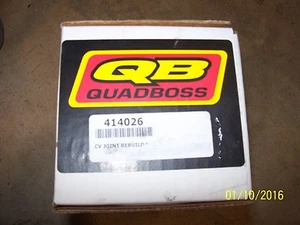 QB
QUADBOSS
414026
CV JOINT REBUILD
01/10/2016